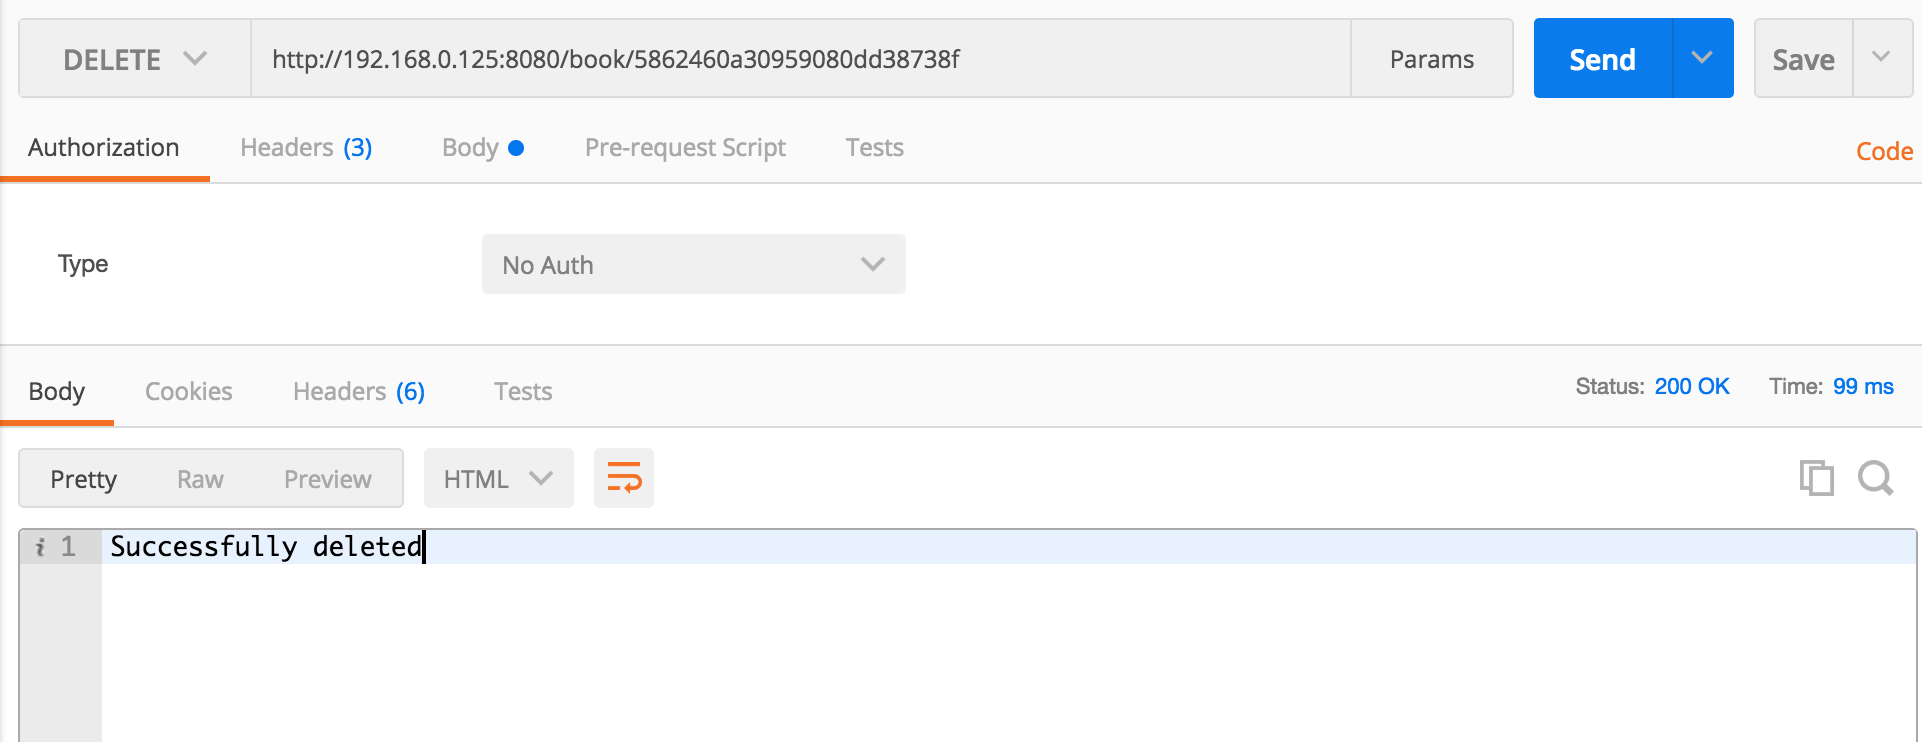 DELETE http://192.168.0.125:8080/book/5862460a30959080dd38738f Params Send Save
Authorization Headers (3) Body Pre-request Script Tests Code
Type No Auth
Body Cookies Headers (6) Tests Status: 200 OK Time: 99 ms
Pretty Raw Preview HTML
i 1 Successfully deleted